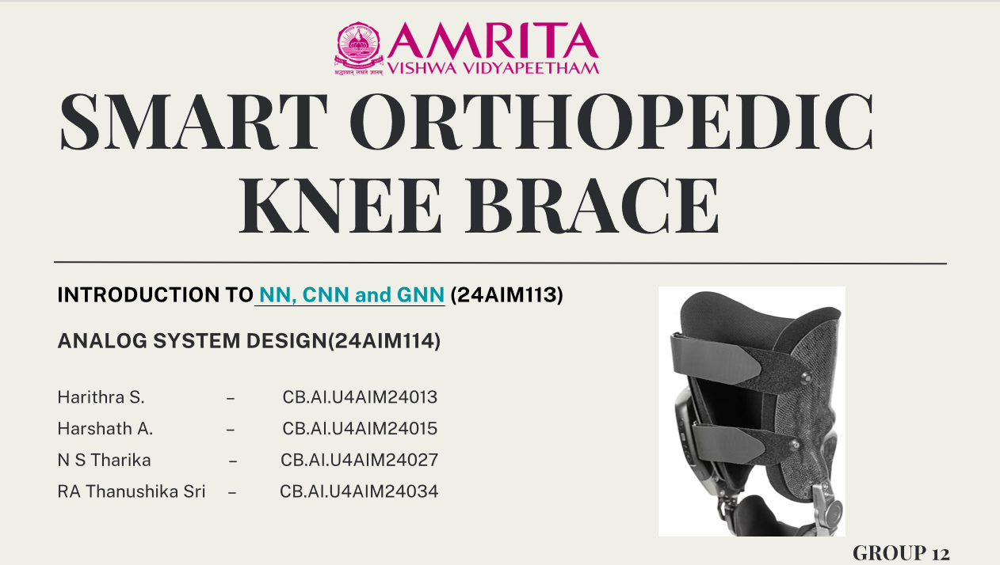 AMRITA
VISHWA VIDYAPEETHAM
श्रद्धावान् लभते ज्ञानम्
SMART ORTHOPEDIC
KNEE BRACE
INTRODUCTION TO NN, CNN and GNN (24AIM113)
ANALOG SYSTEM DESIGN(24AIM114)
Harithra S. – CB.AI.U4AIM24013
Harshath A. – CB.AI.U4AIM24015
N S Tharika – CB.AI.U4AIM24027
RA Thanushika Sri – CB.AI.U4AIM24034
GROUP 12